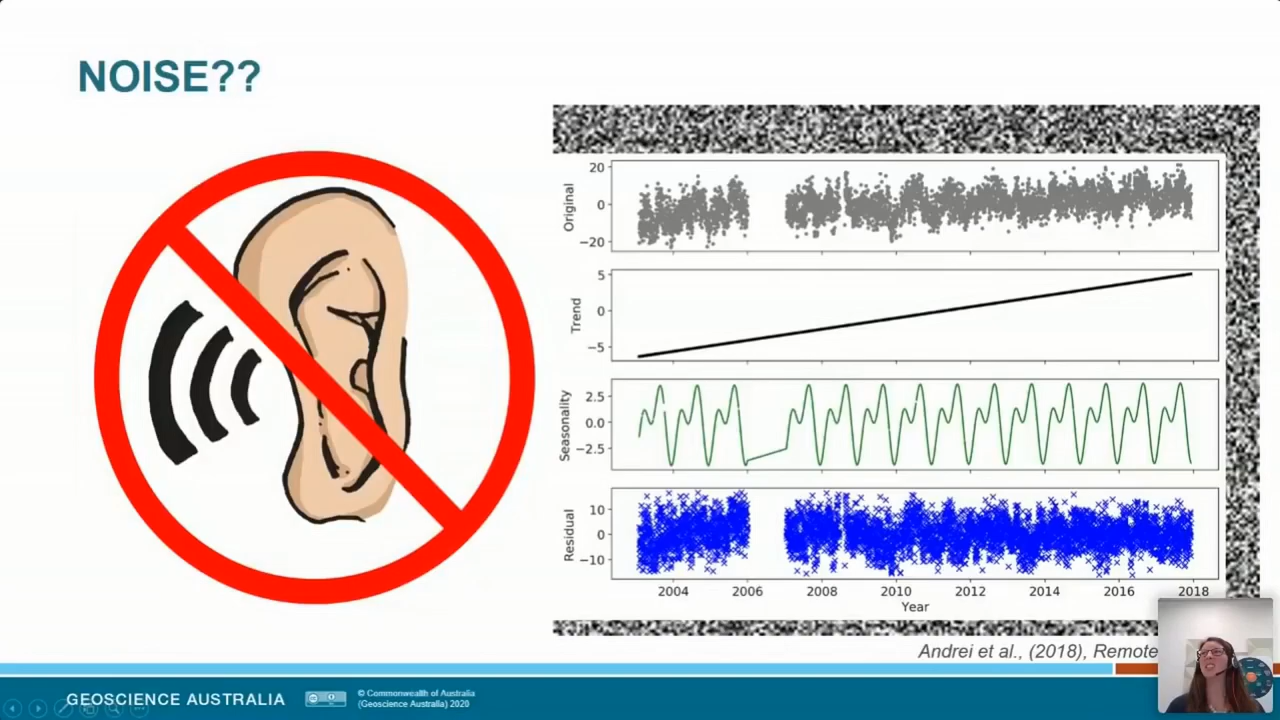 NOISE??
Original
20
0
−20
Trend
5
0
−5
Seasonality
2.5
0.0
−2.5
Residual
10
0
−10
2004 2006 2008 2010 2012 2014 2016 2018
Year
Andrei et al., (2018), Remote
GEOSCIENCE AUSTRALIA
© Commonwealth of Australia
(Geoscience Australia) 2020